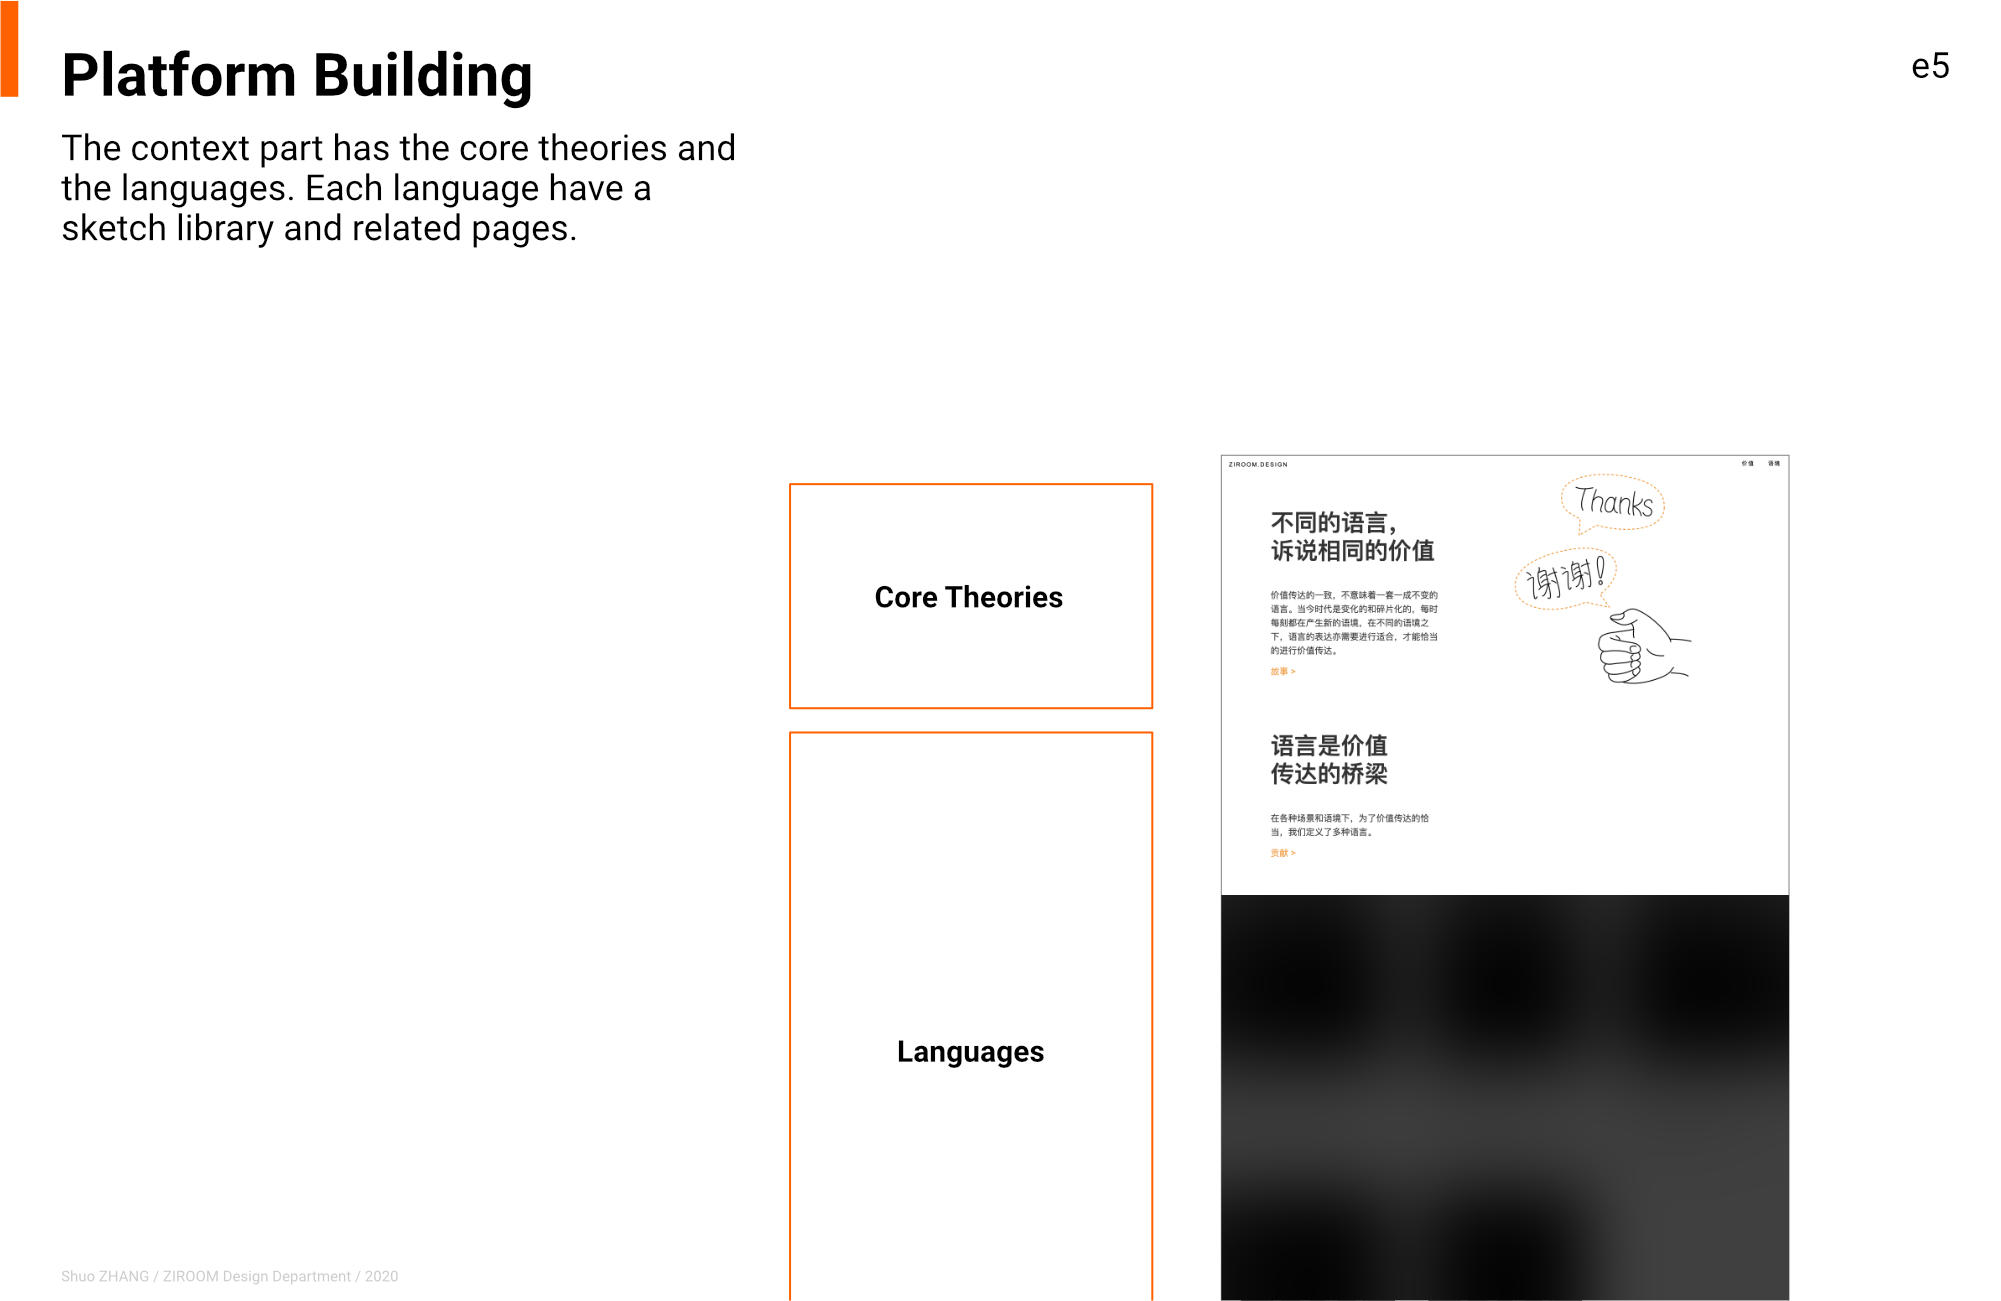 Platform Building
e5
The context part has the core theories and
the languages. Each language have a
sketch library and related pages.
Core Theories
Languages
ZIROOM.DESIGN
价值 语境
Thanks
谢谢!
不同的语言，
诉说相同的价值
价值传达的一致，不意味着一套一成不变的
语言。当今时代是变化的和碎片化的，每时
每刻都在产生新的语境，在不同的语境之
下，语言的表达亦需要进行适合，才能恰当
的进行价值传达。
故事 >
语言是价值
传达的桥梁
在各种场景和语境下，为了价值传达的恰
当，我们定义了多种语言。
贡献 >
Shuo ZHANG / ZIROOM Design Department / 2020